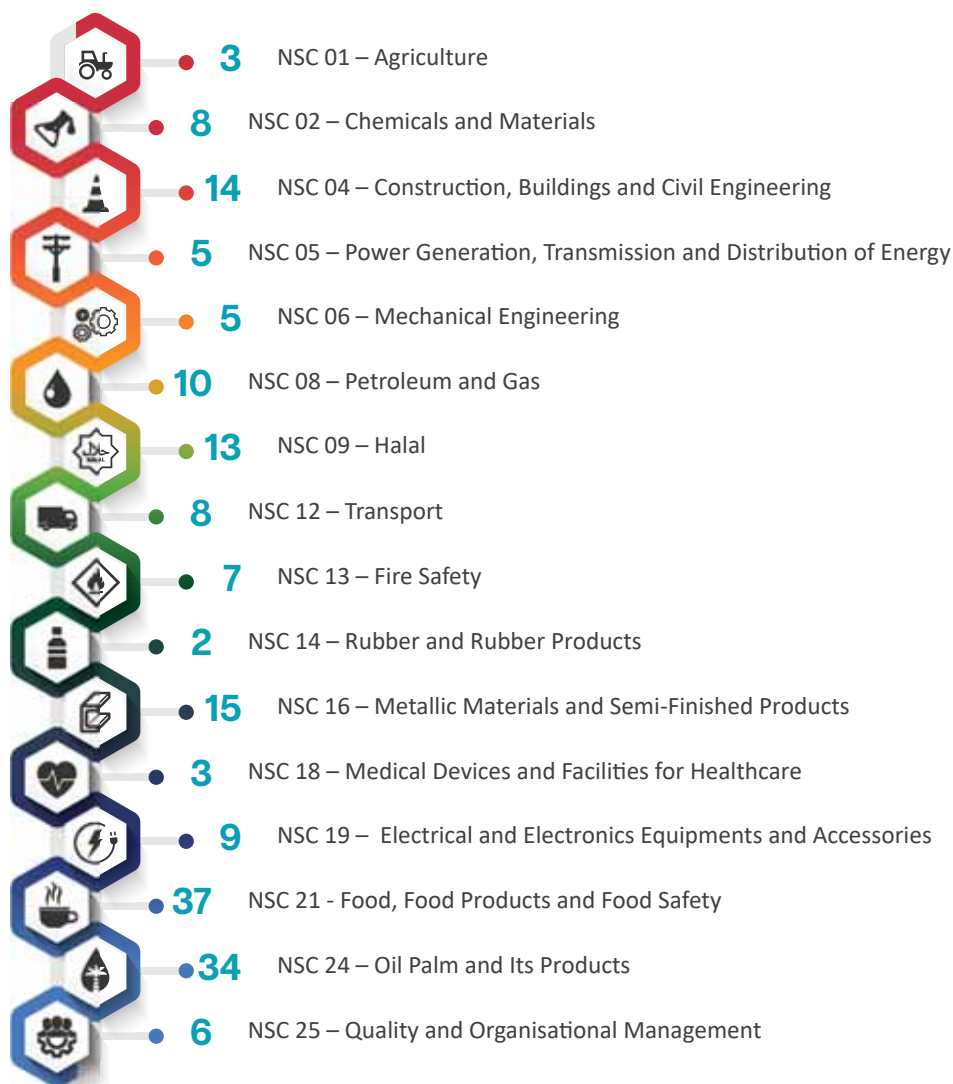 3 NSC 01 – Agriculture
8 NSC 02 – Chemicals and Materials
14 NSC 04 – Construction, Buildings and Civil Engineering
5 NSC 05 – Power Generation, Transmission and Distribution of Energy
5 NSC 06 – Mechanical Engineering
10 NSC 08 – Petroleum and Gas
13 NSC 09 – Halal
8 NSC 12 – Transport
7 NSC 13 – Fire Safety
2 NSC 14 – Rubber and Rubber Products
15 NSC 16 – Metallic Materials and Semi-Finished Products
3 NSC 18 – Medical Devices and Facilities for Healthcare
9 NSC 19 – Electrical and Electronics Equipments and Accessories
37 NSC 21 - Food, Food Products and Food Safety
34 NSC 24 – Oil Palm and Its Products
6 NSC 25 – Quality and Organisational Management